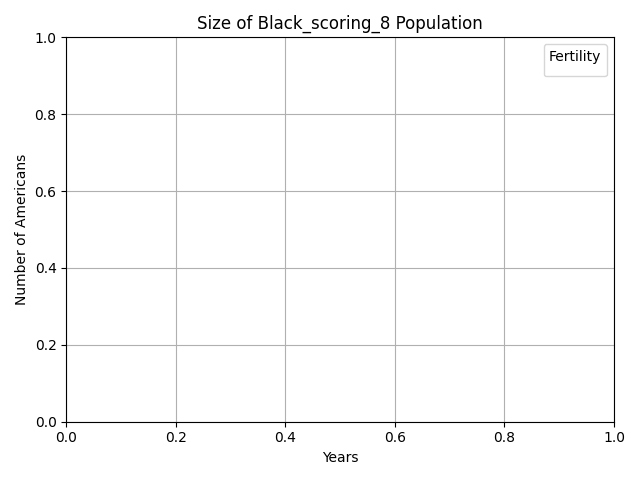 Size of Black_scoring_8 Population
Fertility
Number of Americans
1.0
0.8
0.6
0.4
0.2
0.0
0.0 0.2 0.4 0.6 0.8 1.0
Years